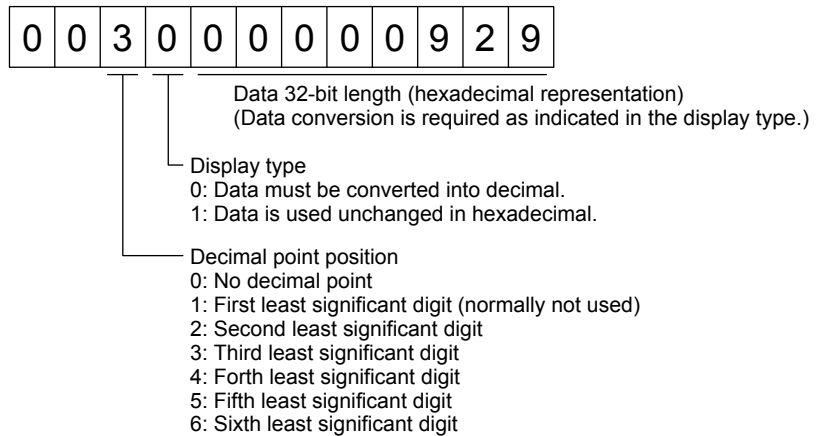 0 0 3 0 0 0 0 0 0 9 2 9
Data 32-bit length (hexadecimal representation)
(Data conversion is required as indicated in the display type.)
Display type
0: Data must be converted into decimal.
1: Data is used unchanged in hexadecimal.
Decimal point position
0: No decimal point
1: First least significant digit (normally not used)
2: Second least significant digit
3: Third least significant digit
4: Forth least significant digit
5: Fifth least significant digit
6: Sixth least significant digit